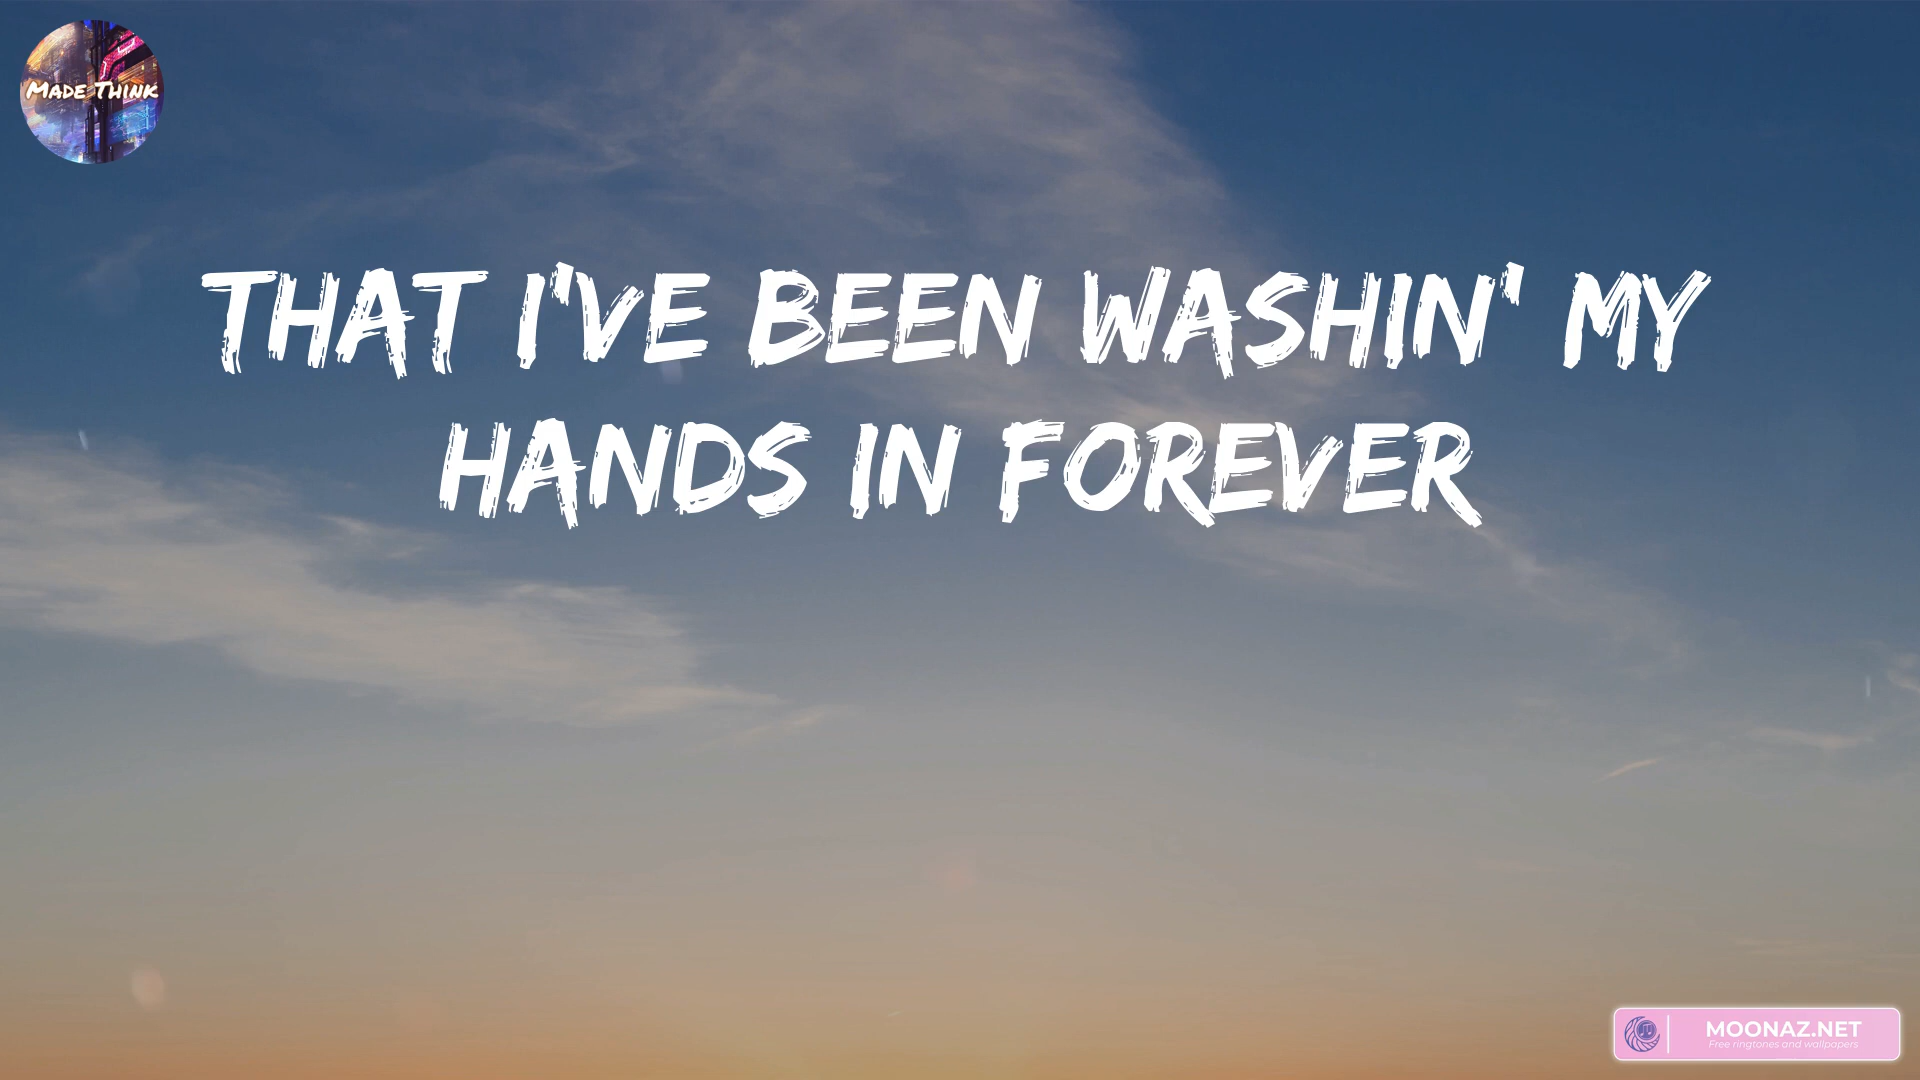 Made Think
THAT I'VE BEEN WASHIN' MY
HANDS IN FOREVER
MOONAZ.NET
Free ringtones and wallpapers